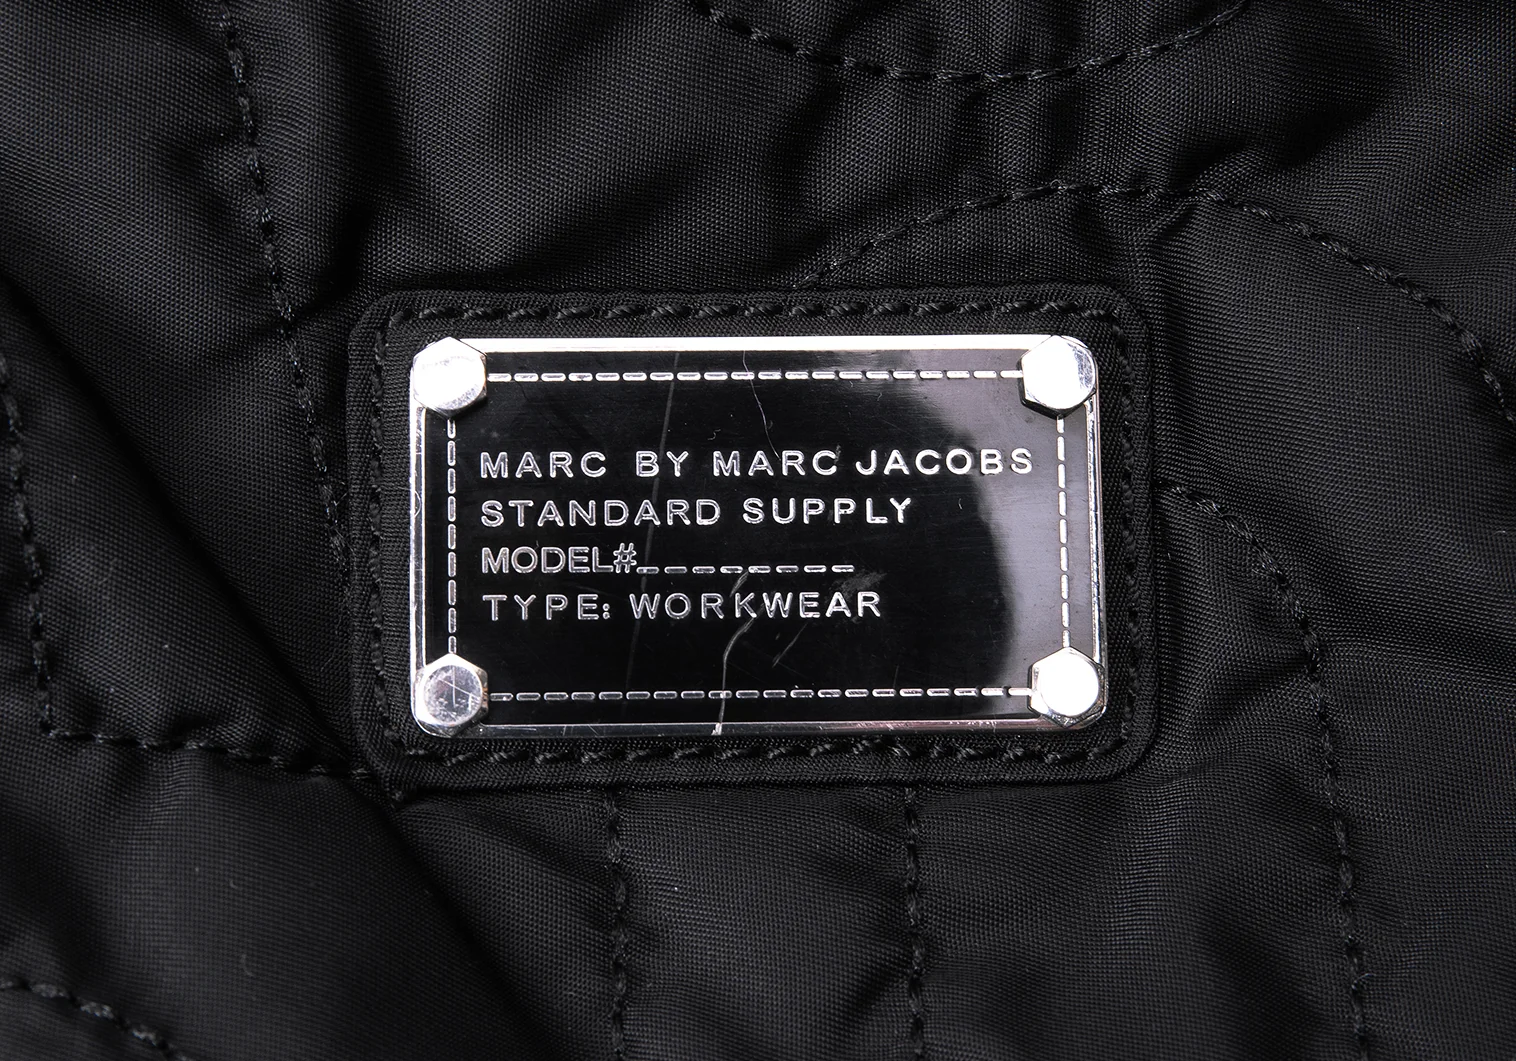 MARC BY MARC JACOBS
STANDARD SUPPLY
MODEL#_________
TYPE: WORKWEAR